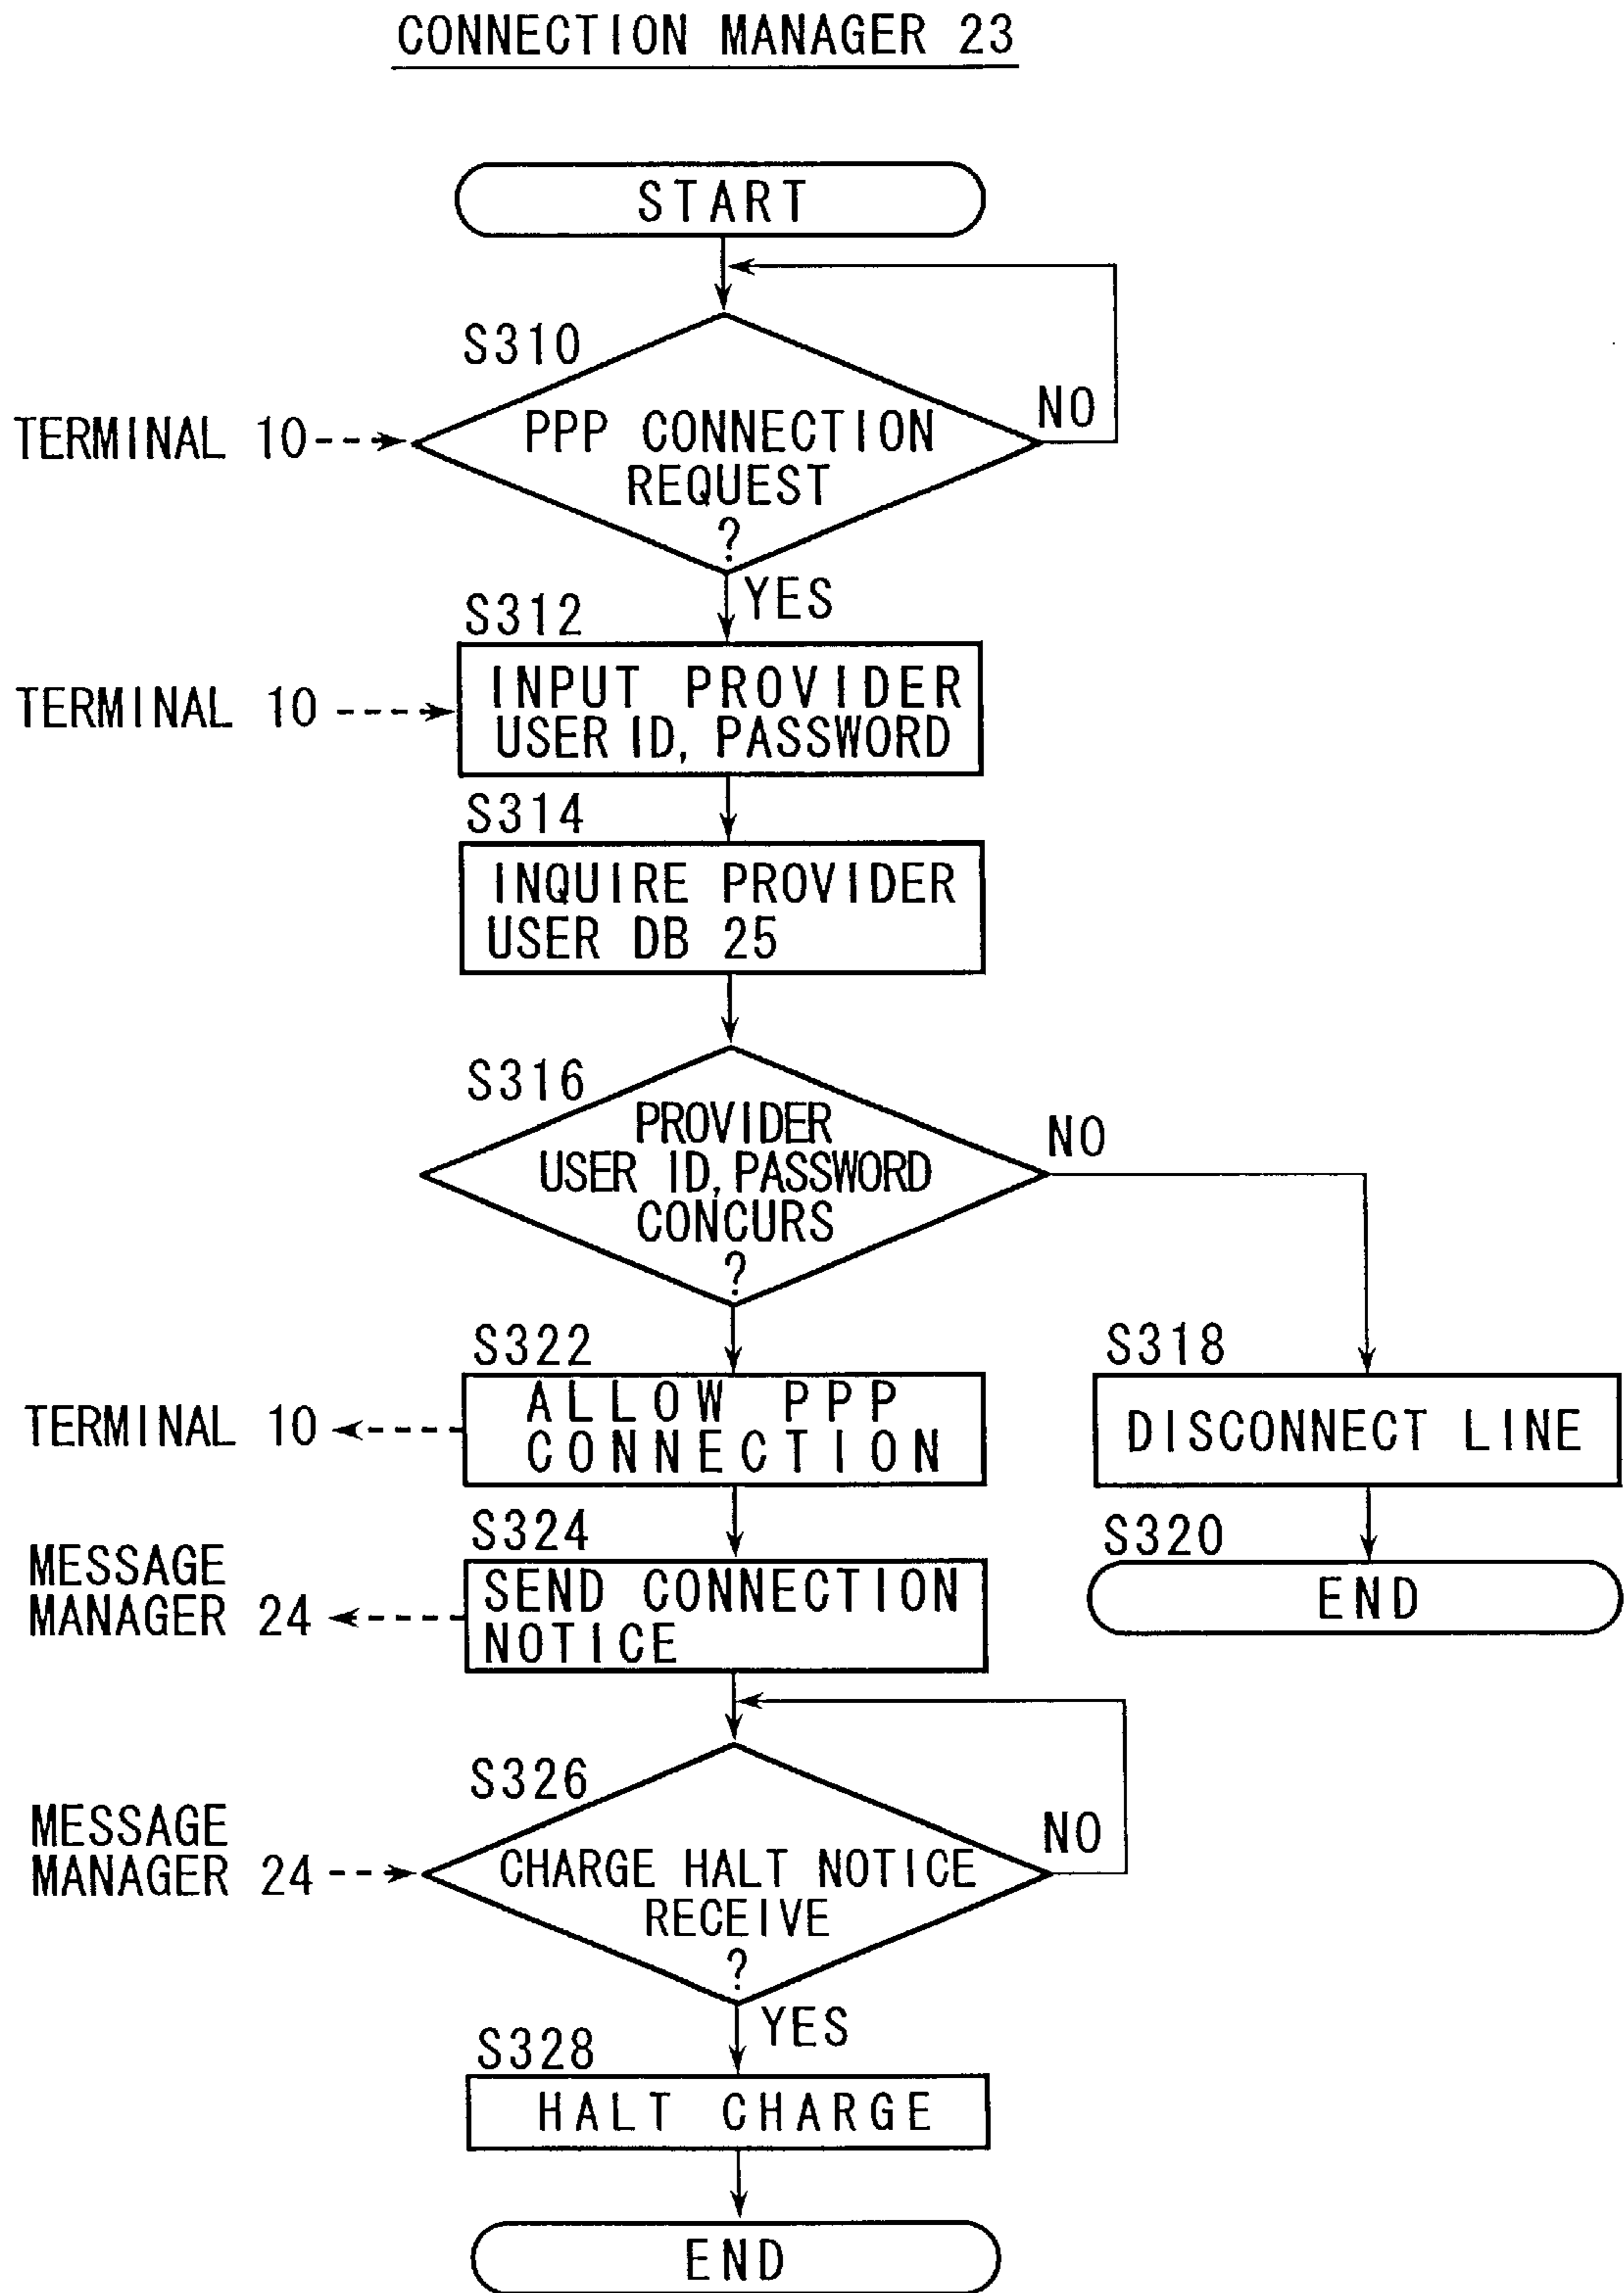 CONNECTION MANAGER 23
START
S310
NO
TERMINAL 10
PPP CONNECTION
REQUEST
?
YES
S312
TERMINAL 10
INPUT PROVIDER
USER ID, PASSWORD
S314
INQUIRE PROVIDER
USER DB 25
S316
PROVIDER
USER ID, PASSWORD
CONCURS
?
NO
S322
TERMINAL 10
ALLOW PPP
CONNECTION
S318
DISCONNECT LINE
S324
MESSAGE
MANAGER 24
SEND CONNECTION
NOTICE
S320
END
S326
NO
MESSAGE
MANAGER 24
CHARGE HALT NOTICE
RECEIVE
?
YES
S328
HALT CHARGE
END